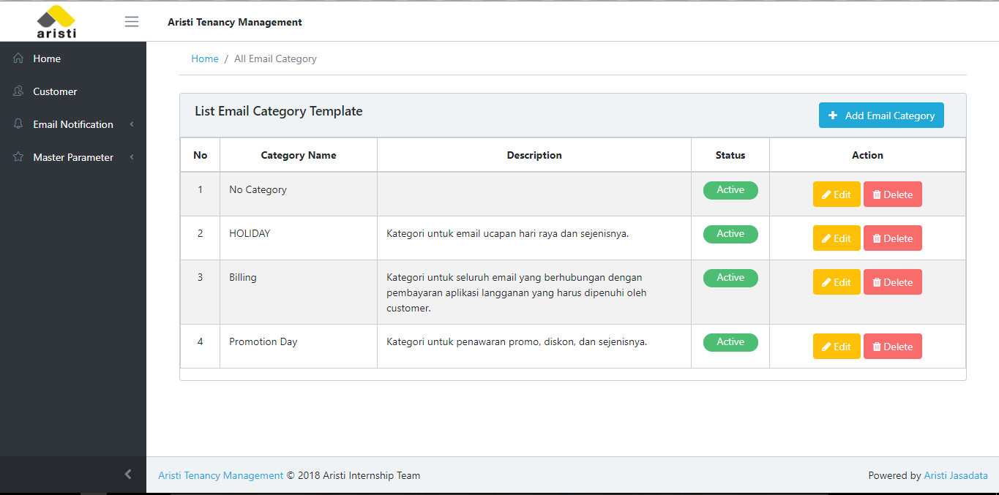 aristi
Aristi Tenancy Management
Home
Customer
Email Notification
Master Parameter
Home / All Email Category
List Email Category Template
Add Email Category
No Category Name Description Status Action
1 No Category Active Edit Delete
2 HOLIDAY Kategori untuk email ucapan hari raya dan sejenisnya. Active Edit Delete
3 Billing Kategori untuk seluruh email yang berhubungan dengan Active Edit Delete
pembayaran aplikasi langganan yang harus dipenuhi oleh
customer.
4 Promotion Day Kategori untuk penawaran promo, diskon, dan sejenisnya. Active Edit Delete
Aristi Tenancy Management © 2018 Aristi Internship Team
Powered by Aristi Jasadata